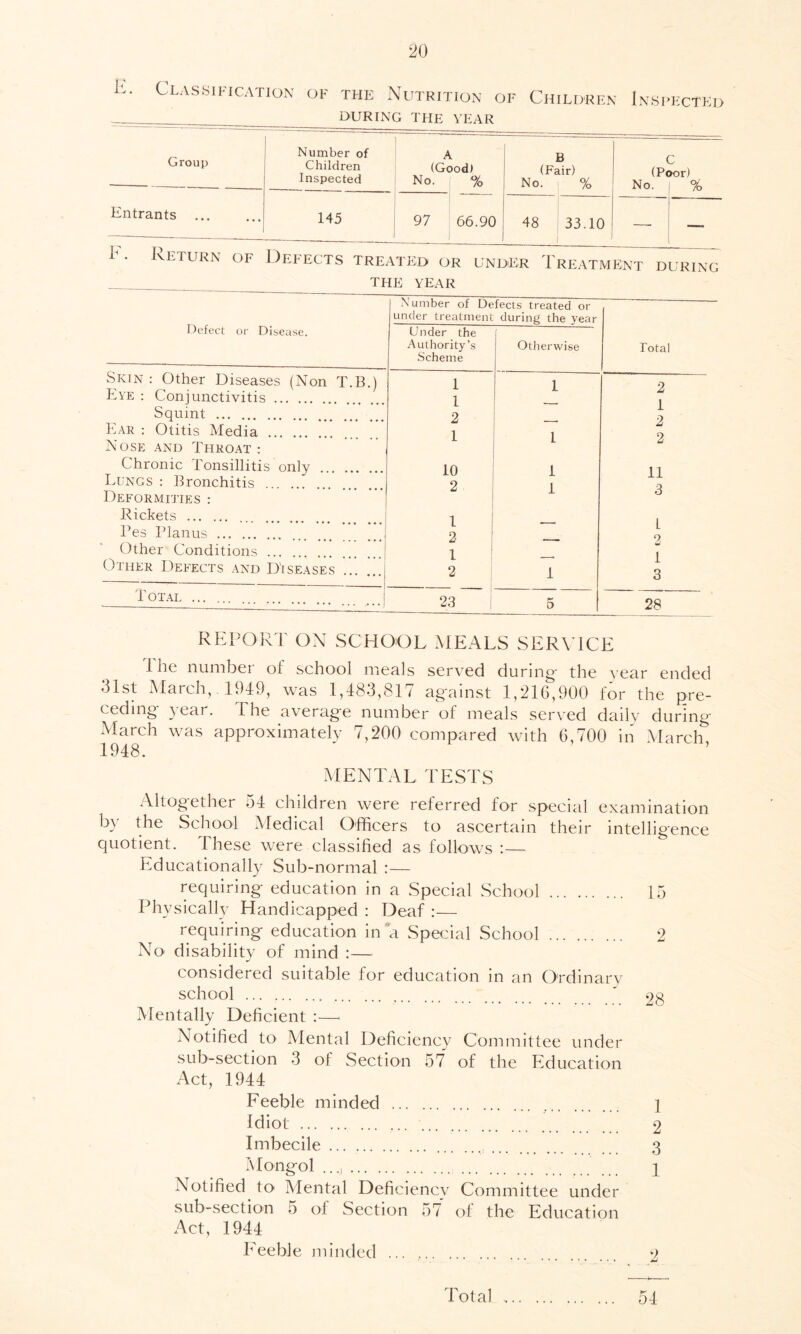 20
E. Classification of the Nutrition of Children Inspected
DURING THE YEAR
Group | Number of Children Inspected | A (Good) No. % | B (Fair) No. % | C (Poor) No. %
Entrants ... ... 145 97 66.90 48 33.10 — —
F. Return of Defects treated or under Treatment during
THE YEAR
Defect or Disease. | Number of Defects treated or under treatment during the year | Total
Under the Authority's Scheme | Otherwise
Skin : Other Diseases (Non T.B.) 1 1 2
Eye : Conjunctivitis ... ... ... ... ... 1 — 1
Squint ... ... ... ... ... ... ... ... 2 — 2
Ear : Otitis Media ... ... ... ... ... 1 1 2
Nose and Throat :
Chronic Tonsillitis only ... ... ... 10 1 11
Lungs : Bronchitis ... ... ... ... ... 2 1 3
Deformities :
Rickets ... ... ... ... ... ... ... ... 1 — 1
Pes Planus ... ... ... ... ... ... ... 2 — 2
Other Conditions ... ... ... ... ... 1 — 1
Other Defects and Diseases ... ... 2 1 3
Total ... ... ... ... ... ... ... ... 23 5 28
REPORT ON SCHOOL MEALS SERVICE
The number of school meals served during the year ended
31st March, 1949, was 1,483,817 against 1,216,900 for the pre-
ceding year. The average number of meals served daily during
March was approximately 7,200 compared with 6,700 in March,
1948.
MENTAL TESTS
Altogether 54 children were referred for special examination
by the School Medical Officers to ascertain their intelligence
quotient. These were classified as follows :—
Educationally Sub-normal :—
requiring education in a Special School ... ... ... 15
Physically Handicapped : Deaf :—
requiring education in a Special School ... ... ... 2
No disability of mind :—
considered suitable for education in an Ordinary
school ... ... ... ... ... ... ... ... ... ... ... ... ... 28
Mentally Deficient :—
Notified to Mental Deficiency Committee under
sub-section 3 of Section 57 of the Education
Act, 1944
Feeble minded ... ... ... ... ... ... ... ... 1
Idiot ... ... ... ... ... ... ... ... ... ... ... 2
Imbecile ... ... ... ... ... ... ... ... ... ... 3
Mongol ... ... ... ... ... ... ... ... ... ... 1
Notified to Mental Deficiency Committee under
sub-section 5 of Section 57 of the Education
Act, 1944
Feeble minded ... ... ... ... ... ... ... ... 2
Total ... ... ... ... ... 54